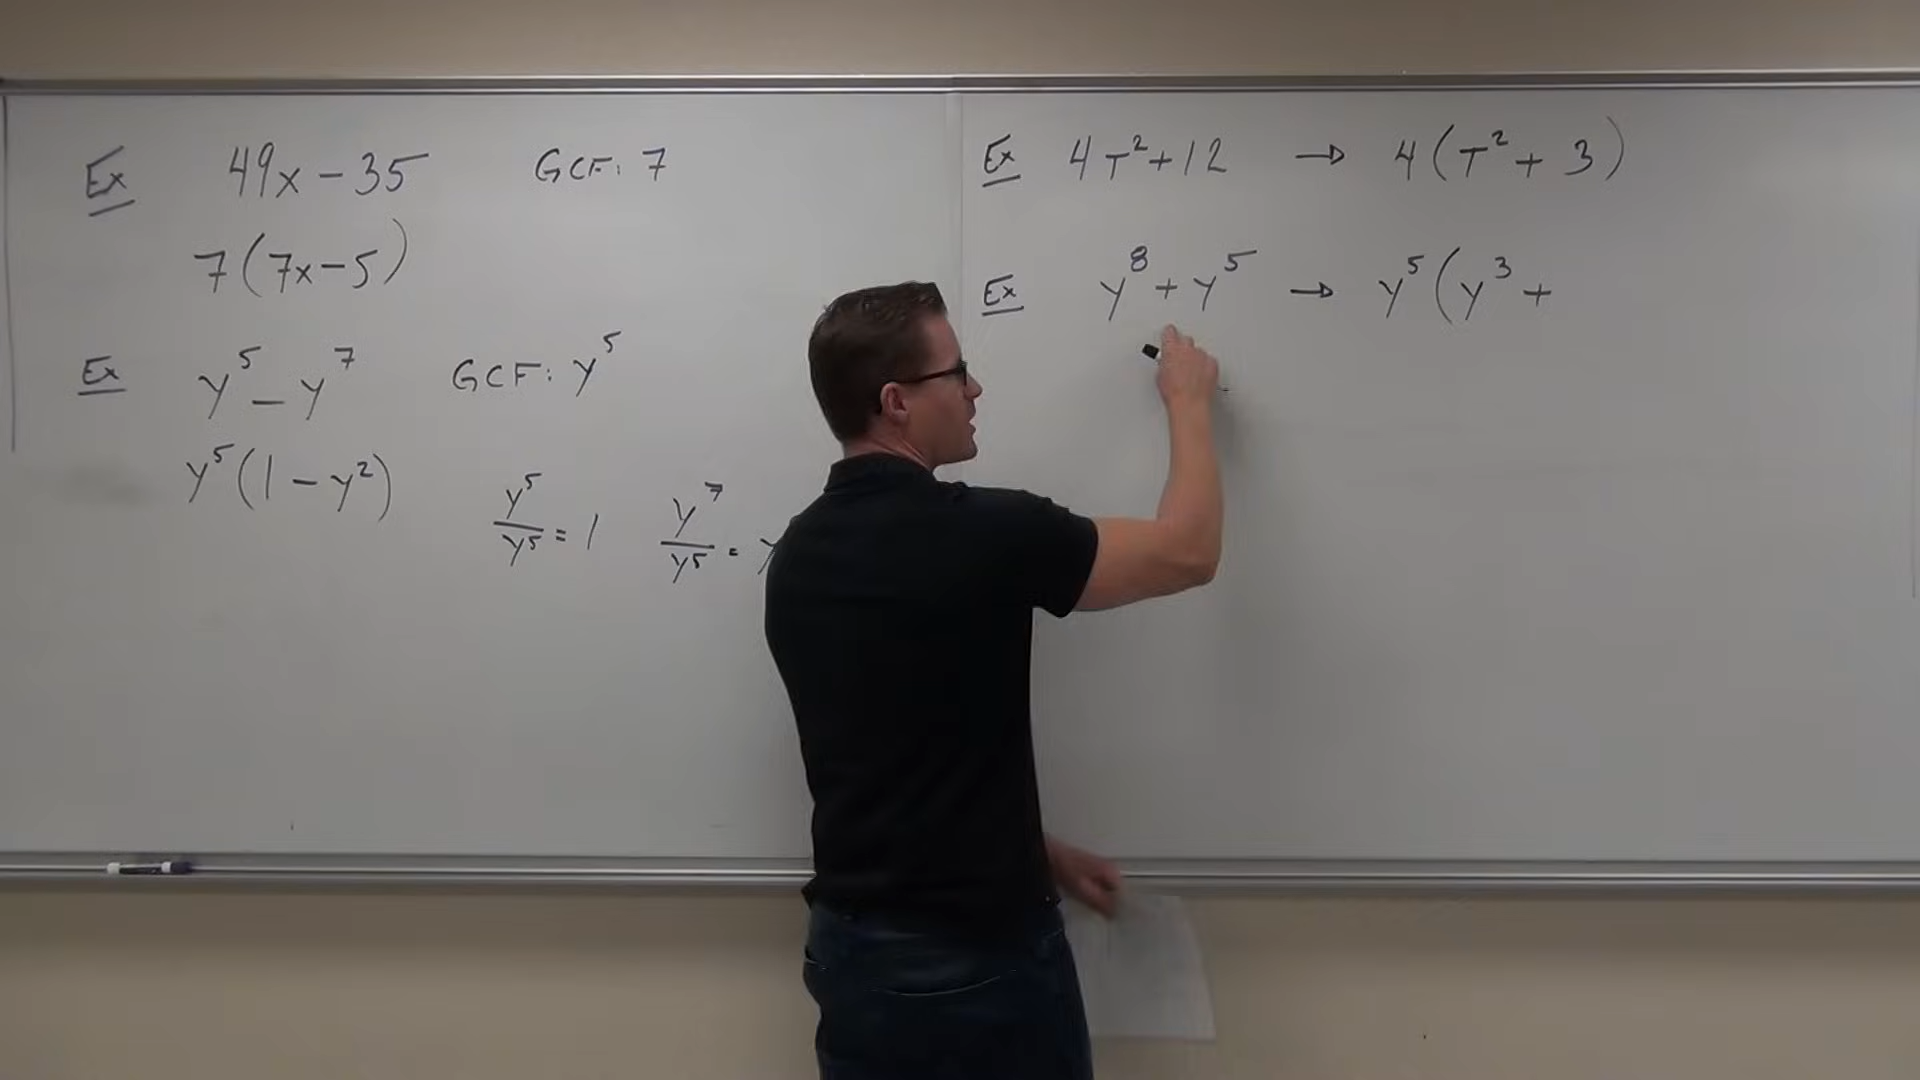 Ex 49x - 35 GCF: 7
7(7x - 5)
Ex y⁵ - y⁷ GCF: y⁵
y⁵(1 - y²)
y⁵/y⁵ = 1 y⁷/y⁵ = y
Ex 4T² + 12 → 4(T² + 3)
Ex y⁸ + y⁵ → y⁵(y³ +